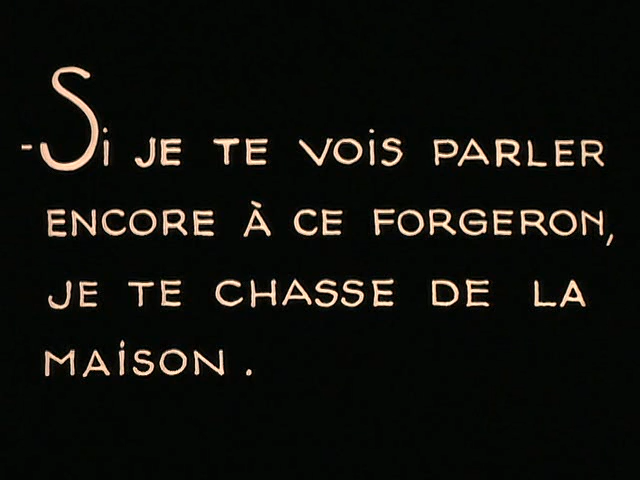 -Si JE TE VOiS PARLER
ENCORE À CE FORGERON,
JE TE CHASSE DE LA
MAiSON.